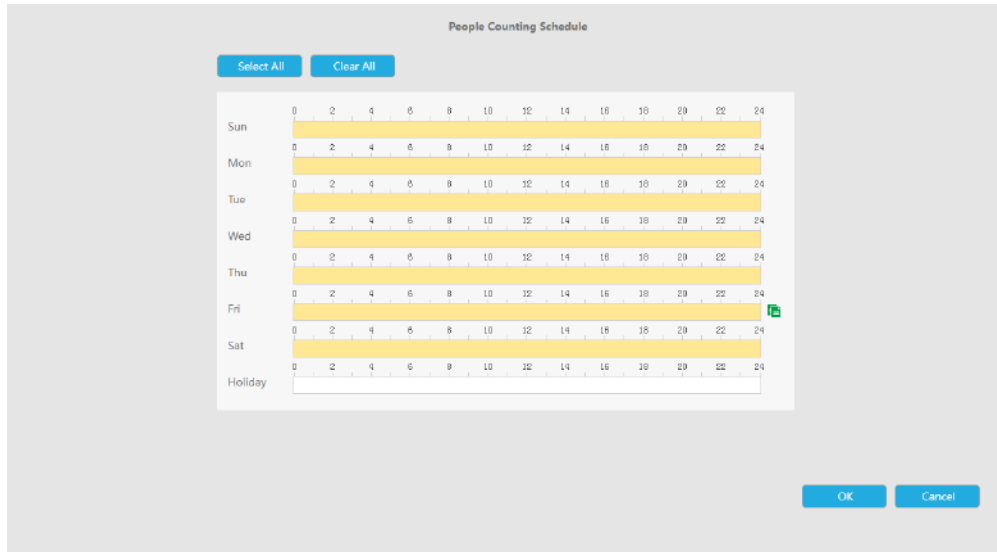 People Counting Schedule
Select All Clear All
0 2 4 6 8 10 12 14 16 18 20 22 24
Sun
0 2 4 6 8 10 12 14 16 18 20 22 24
Mon
0 2 4 6 8 10 12 14 16 18 20 22 24
Tue
0 2 4 6 8 10 12 14 16 18 20 22 24
Wed
0 2 4 6 8 10 12 14 16 18 20 22 24
Thu
0 2 4 6 8 10 12 14 16 18 20 22 24
Fri
0 2 4 6 8 10 12 14 16 18 20 22 24
Sat
0 2 4 6 8 10 12 14 16 18 20 22 24
Holiday
OK Cancel